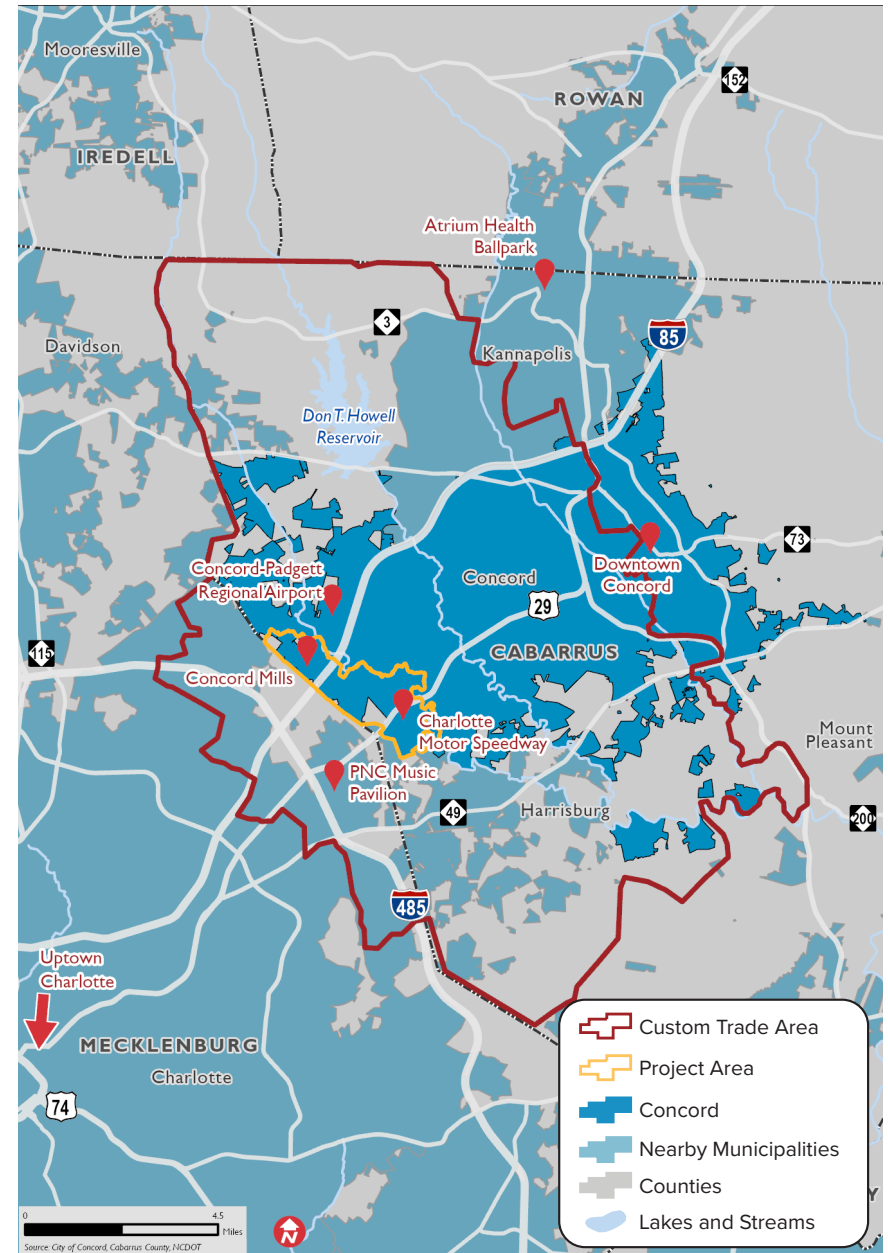 Mooresville
152
ROWAN
IREDELL
Atrium Health
Ballpark
3
85
Davidson
Kannapolis
Don T. Howell
Reservoir
73
Concord-Padgett
Regional Airport
Concord
Downtown
Concord
29
115
CABARRUS
Concord Mills
Charlotte
Motor Speedway
Mount
Pleasant
PNC Music
Pavilion
49
Harrisburg
200
485
Uptown
Charlotte
MECKLENBURG
Charlotte
74
Custom Trade Area
Project Area
Concord
Nearby Municipalities
Counties
Lakes and Streams
Y
0 4.5
Miles
N
Source: City of Concord, Cabarrus County, NCDOT